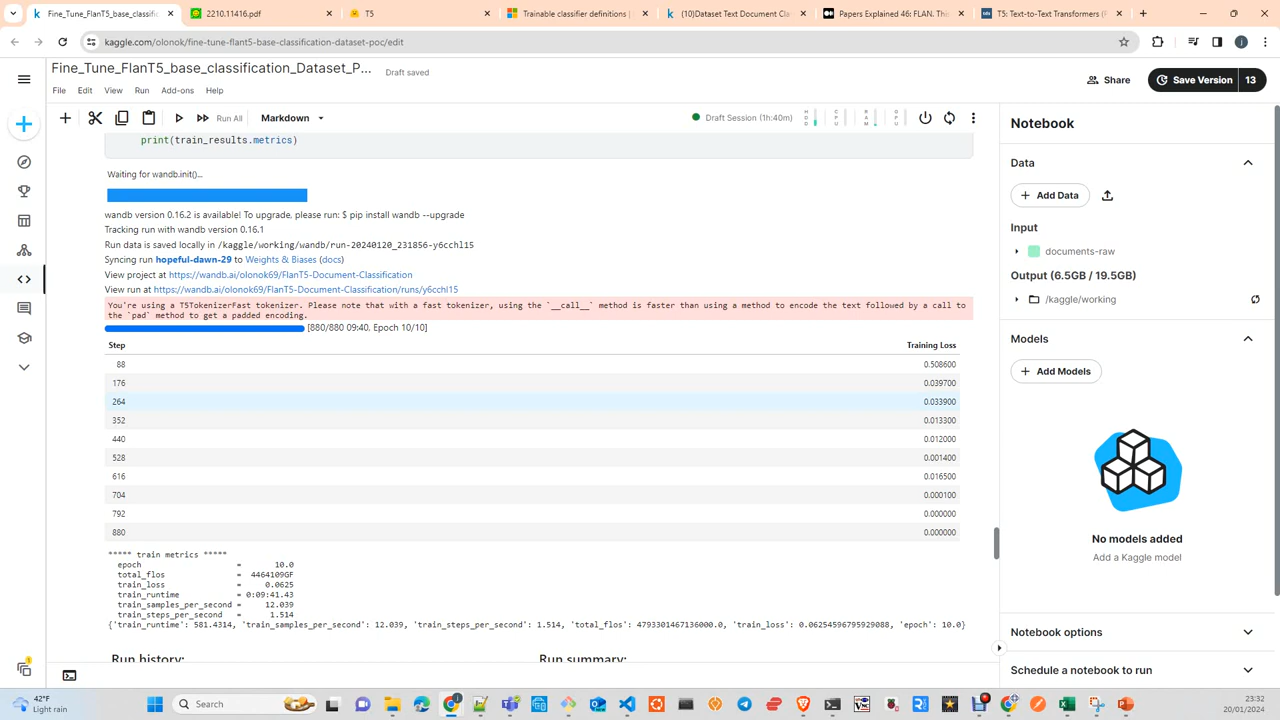 Fine_Tune_FlanT5_base_classific
2210.11416.pdf
T5
Trainable classifier definitions |
(10)Dataset Text Document Clas
Papers Explained 46: FLAN. Th
T5: Text-to-Text Transformers (P
kaggle.com/olonok/fine-tune-flant5-base-classification-dataset-poc/edit
Fine_Tune_FlanT5_base_classification_Dataset_P...
Draft saved
Share
Save Version
13
File Edit View Run Add-ons Help
Run All
Markdown
Draft Session (1h:40m)
HDD
CPU
RAM
GPU
print(train_results.metrics)
Waiting for wandb.init()...
wandb version 0.16.2 is available! To upgrade, please run: $ pip install wandb --upgrade
Tracking run with wandb version 0.16.1
Run data is saved locally in /kaggle/working/wandb/run-20240120_231856-y6cchl15
Syncing run hopeful-dawn-29 to Weights & Biases (docs)
View project at https://wandb.ai/olonok69/FlanT5-Document-Classification
View run at https://wandb.ai/olonok69/FlanT5-Document-Classification/runs/y6cchl15
You're using a T5TokenizerFast tokenizer. Please note that with a fast tokenizer, using the `__call__` method is faster than using a method to encode the text followed by a call to
the `pad` method to get a padded encoding.
[880/880 09:40, Epoch 10/10]
Step Training Loss
88 0.508600
176 0.039700
264 0.033900
352 0.013300
440 0.012000
528 0.001400
616 0.016500
704 0.000100
792 0.000000
880 0.000000
***** train metrics *****
epoch = 10.0
total_flos = 4464109GF
train_loss = 0.0625
train_runtime = 0:09:41.43
train_samples_per_second = 12.039
train_steps_per_second = 1.514
{'train_runtime': 581.4314, 'train_samples_per_second': 12.039, 'train_steps_per_second': 1.514, 'total_flos': 4793301467136000.0, 'train_loss': 0.06254596795929088, 'epoch': 10.0}
Run history:
Run summary:
Notebook
Data
Add Data
Input
documents-raw
Output (6.5GB / 19.5GB)
/kaggle/working
Models
Add Models
No models added
Add a Kaggle model
Notebook options
Schedule a notebook to run
42°F
Light rain
Search
23:32
20/01/2024